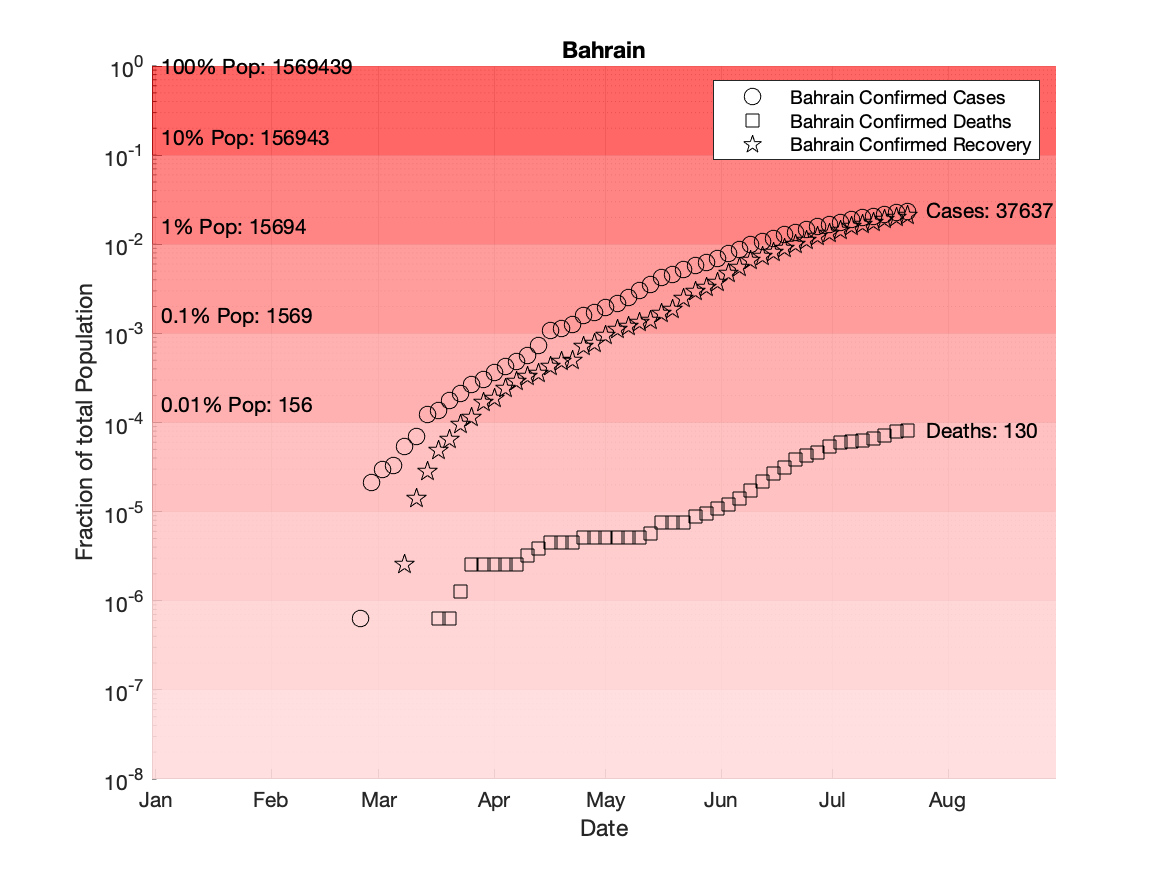 Bahrain
10^0
100% Pop: 1569439
Bahrain Confirmed Cases
Bahrain Confirmed Deaths
Bahrain Confirmed Recovery
10% Pop: 156943
10^-1
1% Pop: 15694
10^-2
Cases: 37637
0.1% Pop: 1569
10^-3
0.01% Pop: 156
10^-4
Deaths: 130
10^-5
10^-6
10^-7
10^-8
Fraction of total Population
Jan Feb Mar Apr May Jun Jul Aug
Date